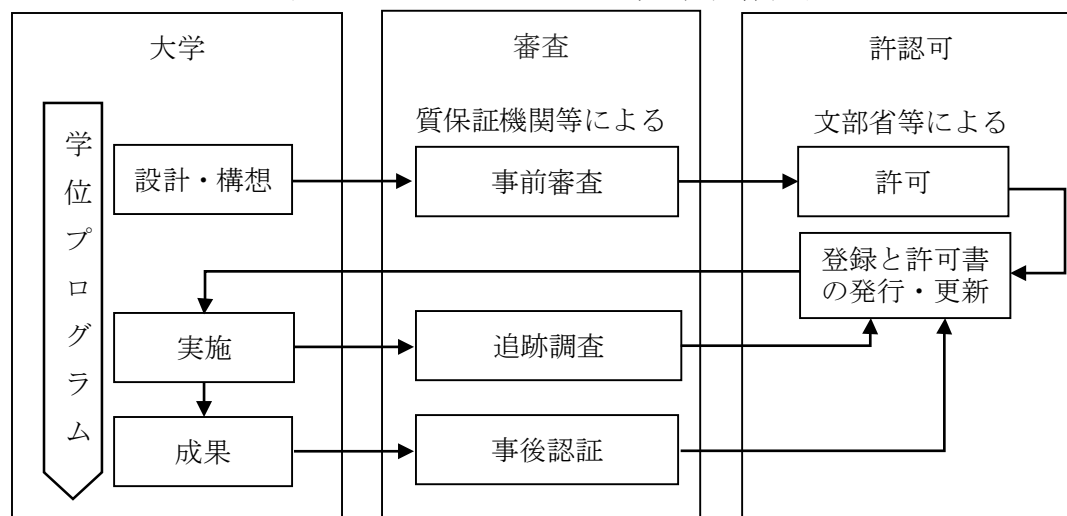 大学
審査
許認可
質保証機関等による
文部省等による
学位プログラム
設計・構想
事前審査
許可
登録と許可書
の発行・更新
実施
追跡調査
成果
事後認証